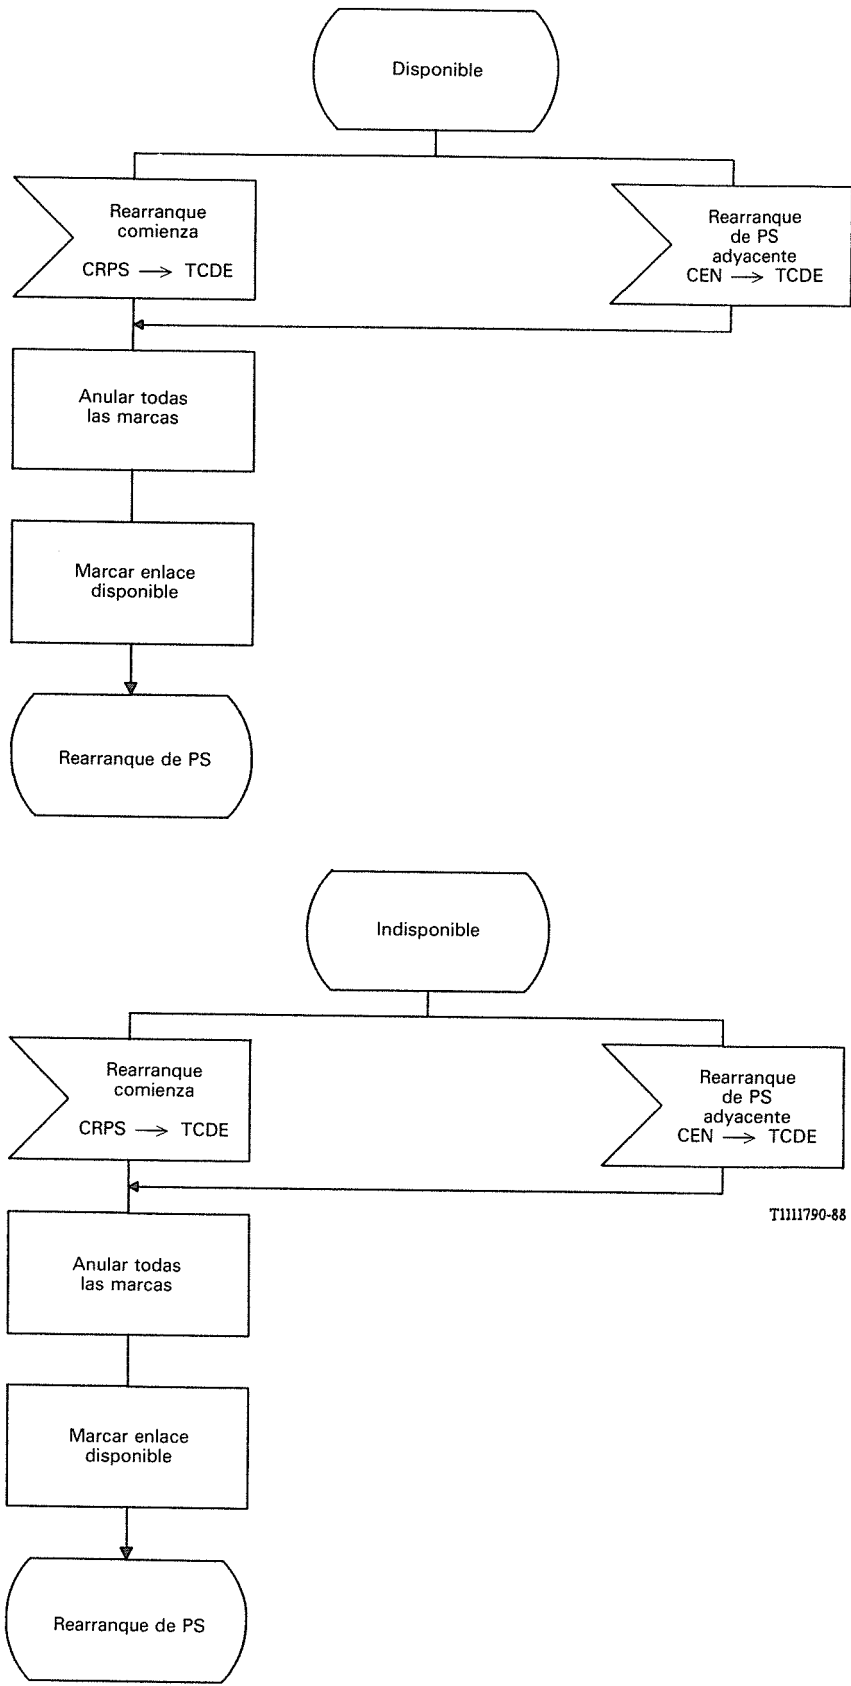 Disponible
Rearranque
comienza
CRPS → TCDE
Rearranque
de PS
adyacente
CEN → TCDE
Anular todas
las marcas
Marcar enlace
disponible
Rearranque de PS
Indisponible
Rearranque
comienza
CRPS → TCDE
Rearranque
de PS
adyacente
CEN → TCDE
T1111790-88
Anular todas
las marcas
Marcar enlace
disponible
Rearranque de PS